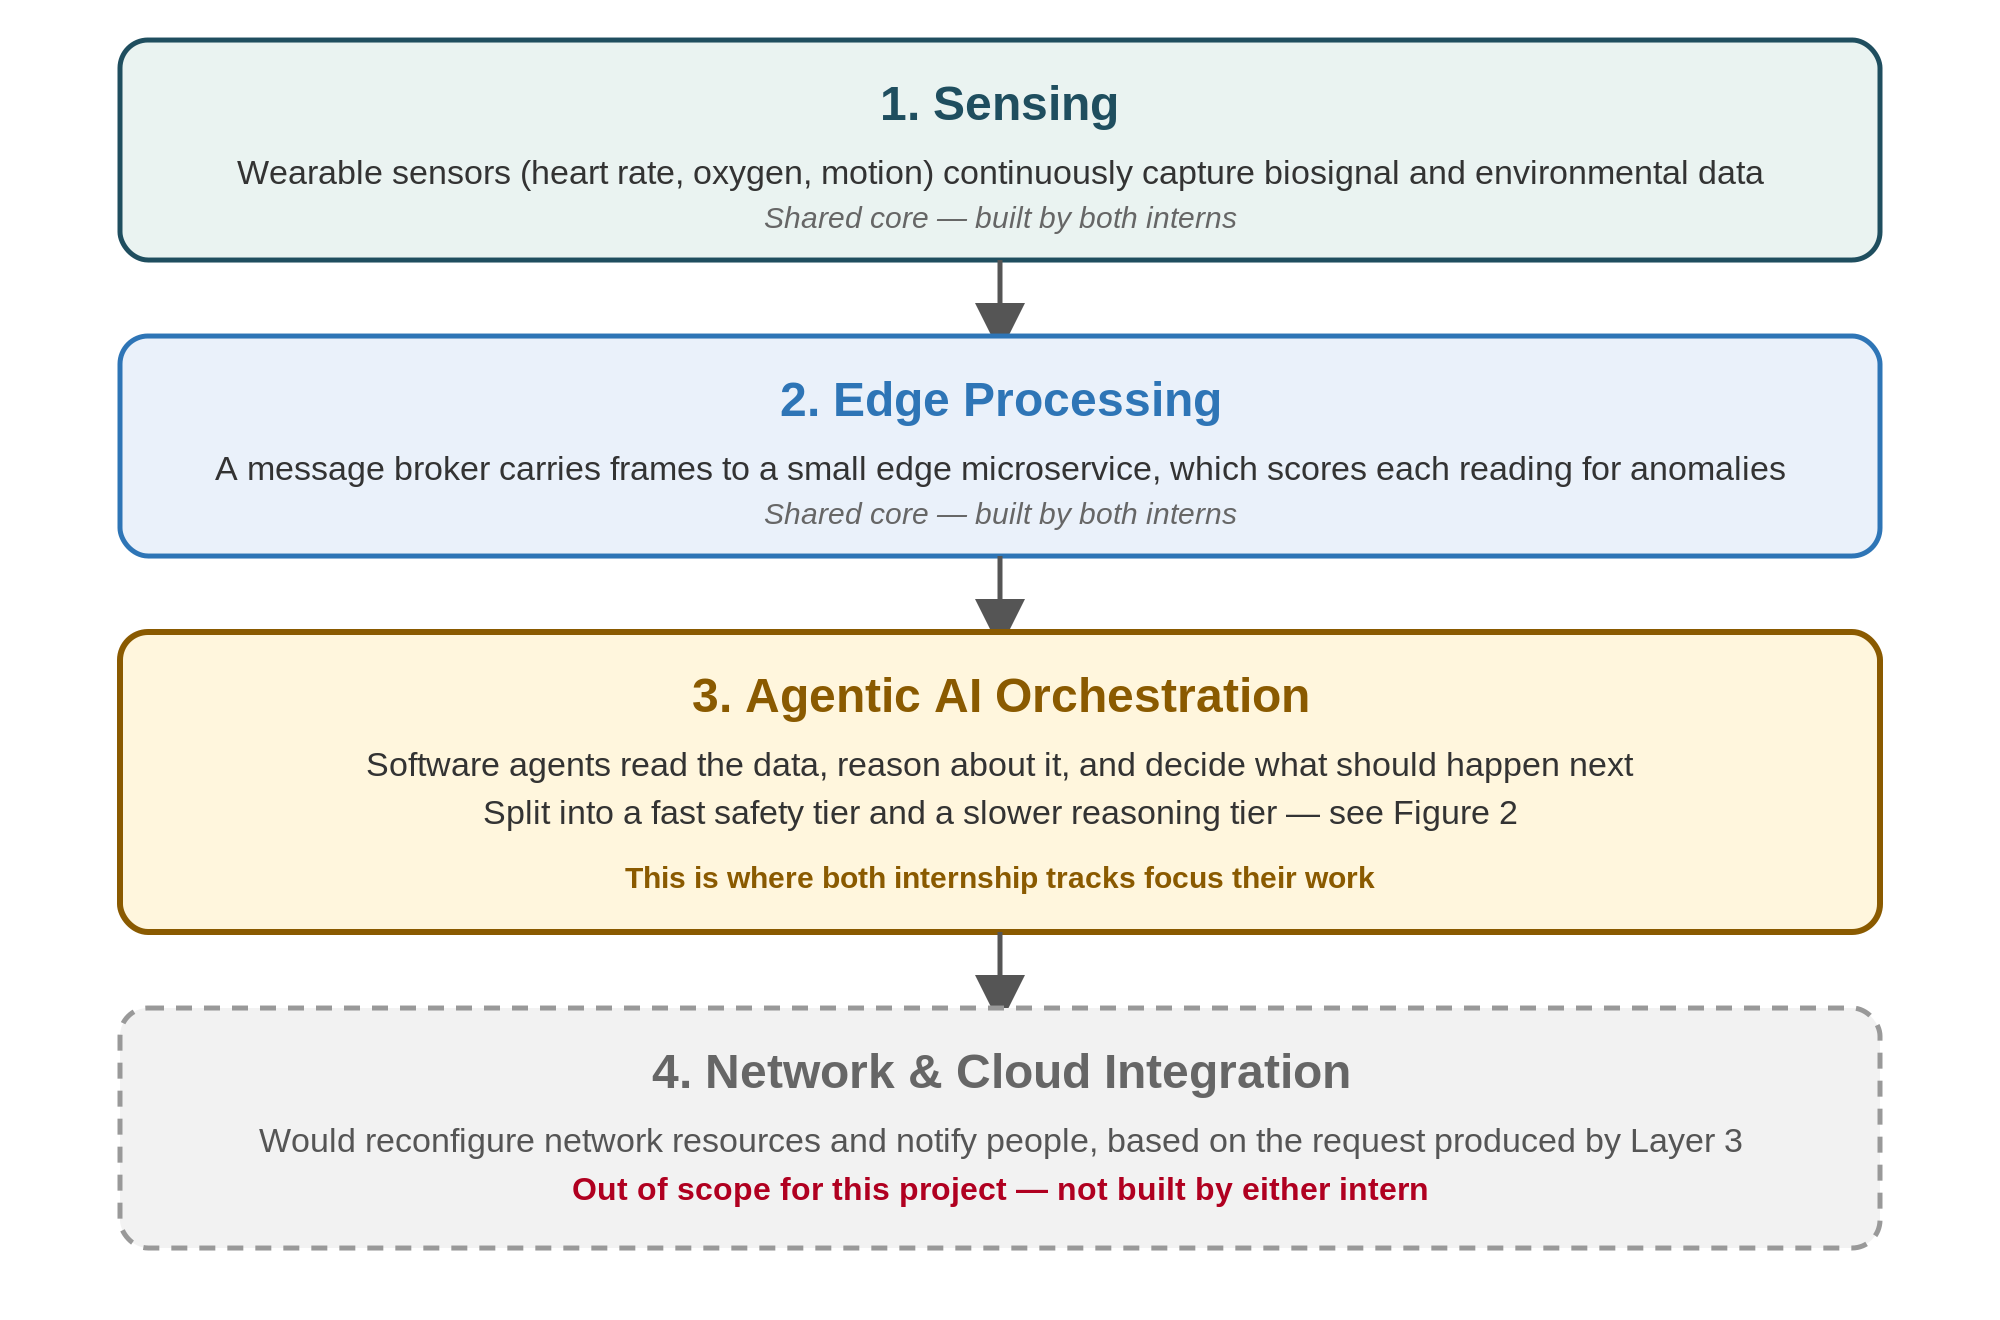 1. Sensing
Wearable sensors (heart rate, oxygen, motion) continuously capture biosignal and environmental data
Shared core — built by both interns
2. Edge Processing
A message broker carries frames to a small edge microservice, which scores each reading for anomalies
Shared core — built by both interns
3. Agentic AI Orchestration
Software agents read the data, reason about it, and decide what should happen next
Split into a fast safety tier and a slower reasoning tier — see Figure 2
This is where both internship tracks focus their work
4. Network & Cloud Integration
Would reconfigure network resources and notify people, based on the request produced by Layer 3
Out of scope for this project — not built by either intern